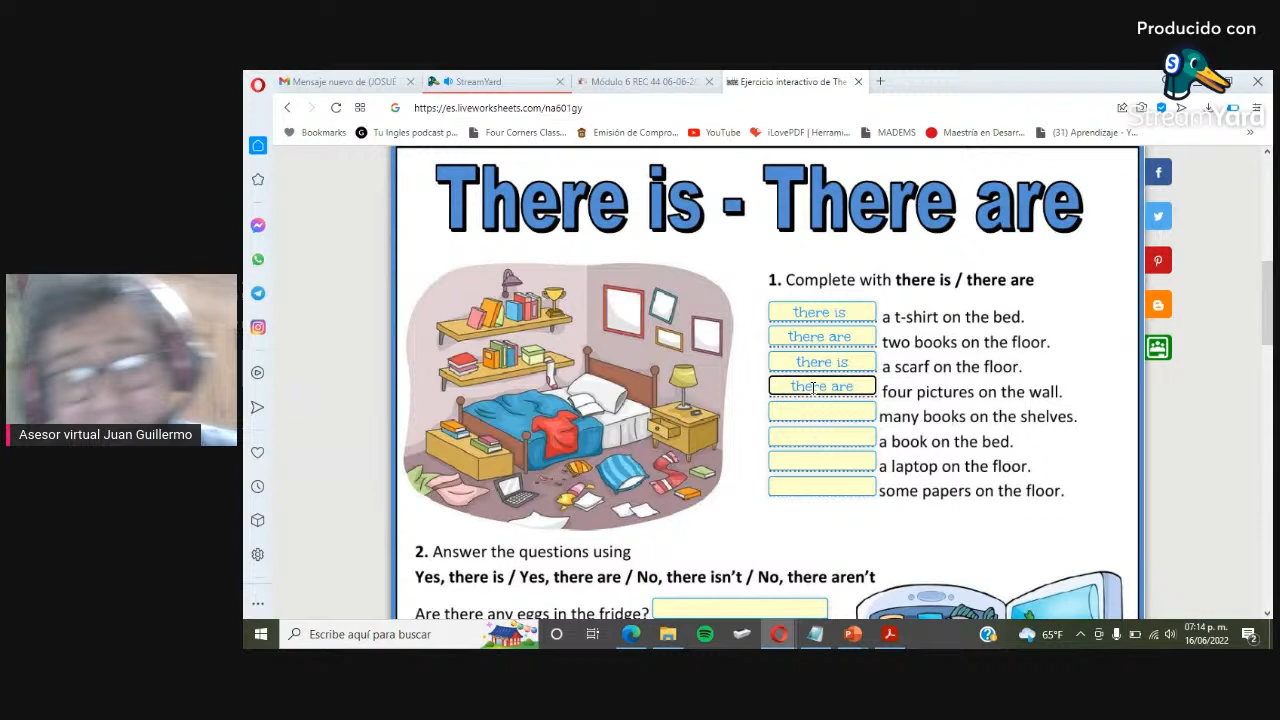 Producido con
StreamYard
Mensaje nuevo de (JOSUÉ
StreamYard
Módulo 6 REC 44 06-06-2
Ejercicio interactivo de The
https://es.liveworksheets.com/na601gy
Bookmarks
Tu Ingles podcast p...
Four Corners Class...
Emisión de Compro...
YouTube
iLovePDF | Herrami...
MADEMS
Maestría en Desarr...
(31) Aprendizaje - Y...
There is - There are
1. Complete with there is / there are
there is a t-shirt on the bed.
there are two books on the floor.
there is a scarf on the floor.
there are four pictures on the wall.
many books on the shelves.
a book on the bed.
a laptop on the floor.
some papers on the floor.
2. Answer the questions using
Yes, there is / Yes, there are / No, there isn't / No, there aren't
Are there any eggs in the fridge?
Asesor virtual Juan Guillermo
Escribe aquí para buscar
65°F
07:14 p. m.
16/06/2022
2